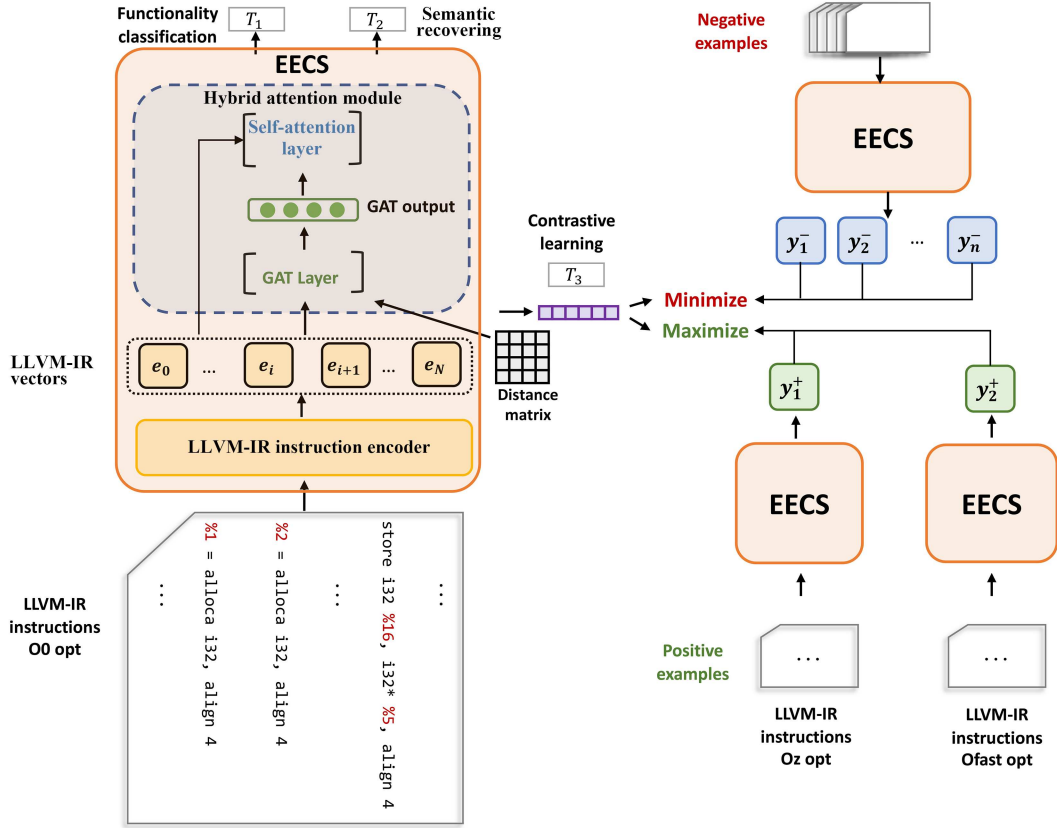 Functionality
classification
T1
T2
Semantic
recovering
EECS
Hybrid attention module
Self-attention
layer
GAT output
GAT Layer
LLVM-IR
vectors
e0
...
ei
ei+1
...
eN
LLVM-IR instruction encoder
Distance
matrix
LLVM-IR
instructions
O0 opt
...
%1 = alloca i32, align 4
...
%2 = alloca i32, align 4
...
store i32 %16, i32* %5, align 4
...
Contrastive
learning
T3
Minimize
Maximize
Negative
examples
EECS
y1−
y2−
...
yn−
y1+
y2+
EECS
EECS
Positive
examples
...
...
LLVM-IR
instructions
Oz opt
LLVM-IR
instructions
Ofast opt